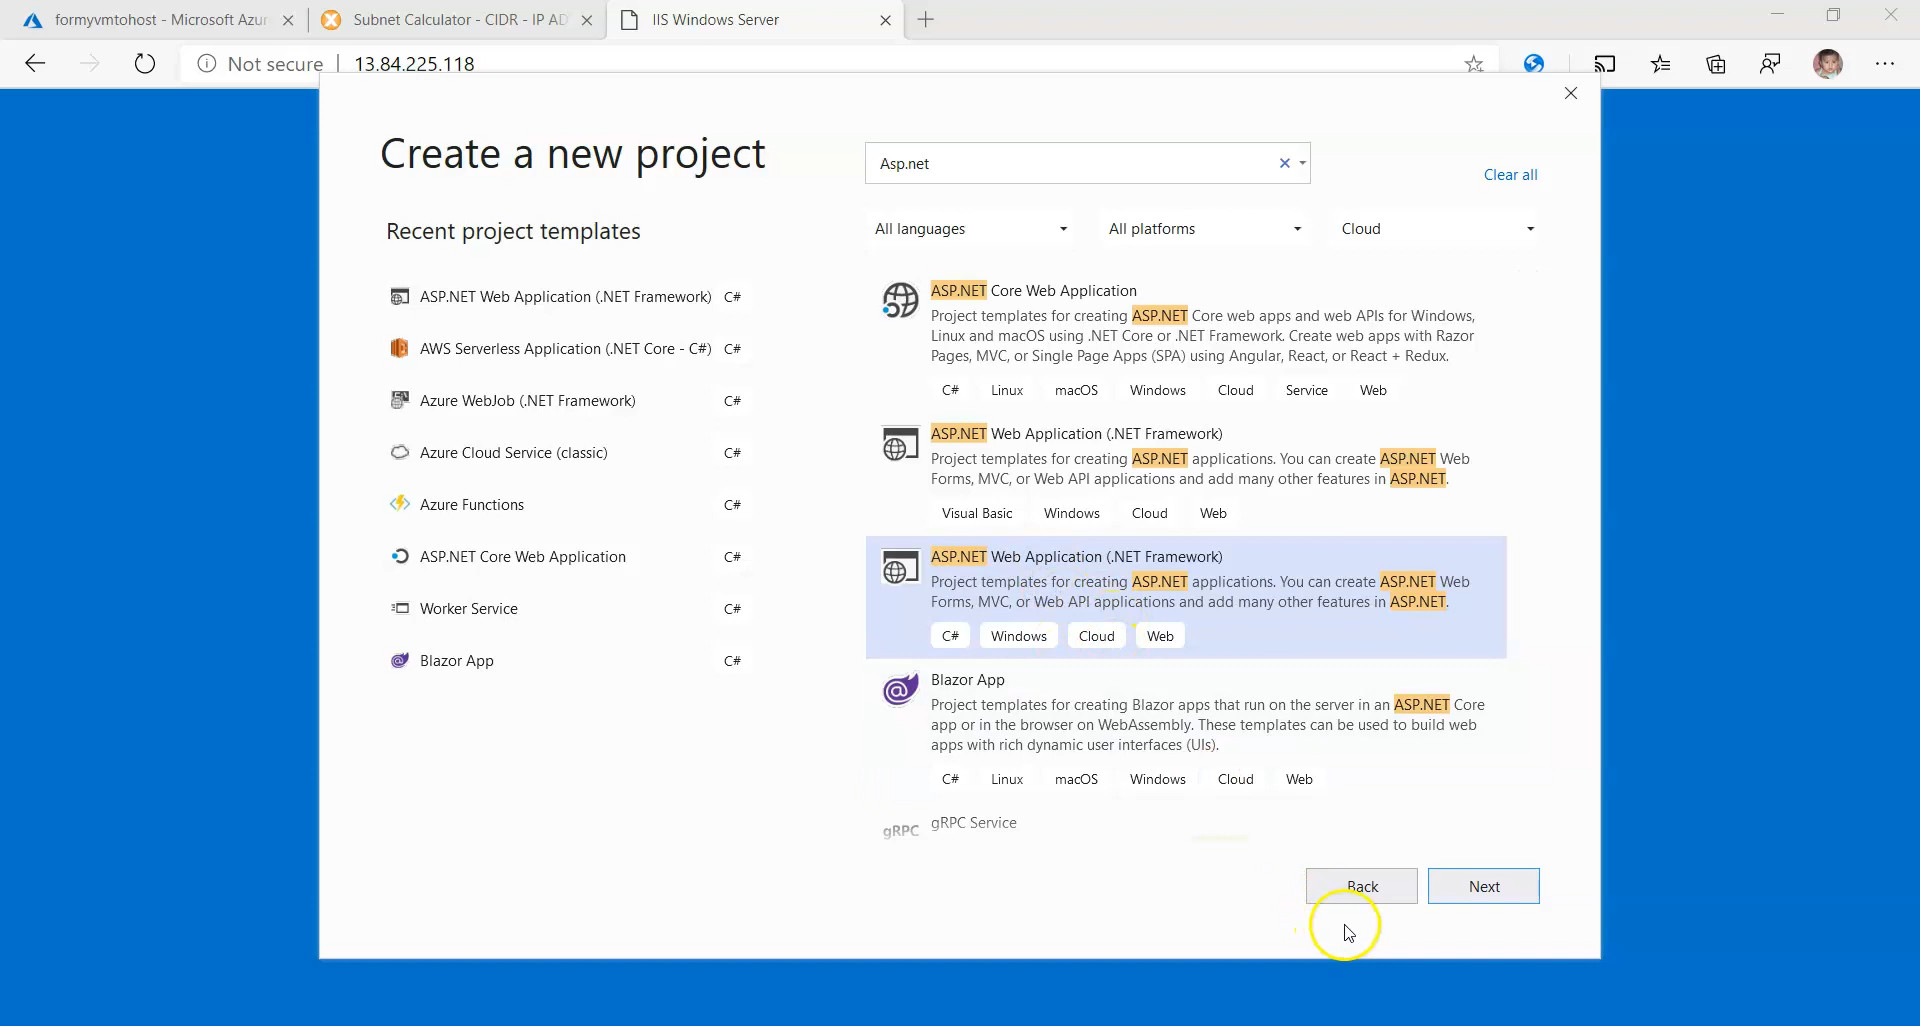 formyvmtohost - Microsoft Azur
Subnet Calculator - CIDR - IP AD
IIS Windows Server
Not secure
13.84.225.118
Create a new project
Asp.net
Clear all
Recent project templates
All languages
All platforms
Cloud
ASP.NET Web Application (.NET Framework) C#
AWS Serverless Application (.NET Core - C#) C#
Azure WebJob (.NET Framework) C#
Azure Cloud Service (classic) C#
Azure Functions C#
ASP.NET Core Web Application C#
Worker Service C#
Blazor App C#
ASP.NET Core Web Application
Project templates for creating ASP.NET Core web apps and web APIs for Windows,
Linux and macOS using .NET Core or .NET Framework. Create web apps with Razor
Pages, MVC, or Single Page Apps (SPA) using Angular, React, or React + Redux.
C# Linux macOS Windows Cloud Service Web
ASP.NET Web Application (.NET Framework)
Project templates for creating ASP.NET applications. You can create ASP.NET Web
Forms, MVC, or Web API applications and add many other features in ASP.NET.
Visual Basic Windows Cloud Web
ASP.NET Web Application (.NET Framework)
Project templates for creating ASP.NET applications. You can create ASP.NET Web
Forms, MVC, or Web API applications and add many other features in ASP.NET.
C# Windows Cloud Web
Blazor App
Project templates for creating Blazor apps that run on the server in an ASP.NET Core
app or in the browser on WebAssembly. These templates can be used to build web
apps with rich dynamic user interfaces (UIs).
C# Linux macOS Windows Cloud Web
gRPC gRPC Service
Back
Next